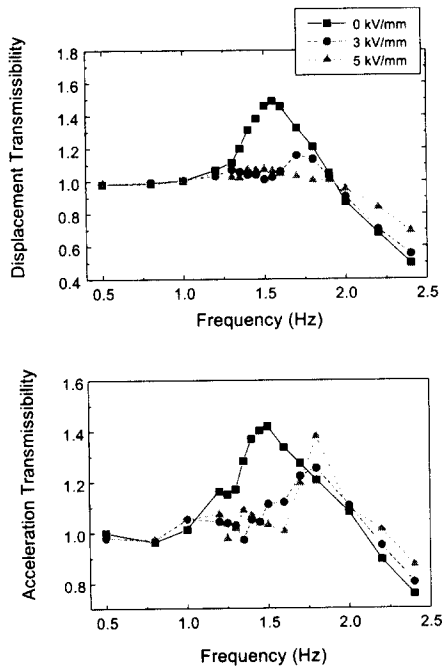 0 kV/mm
3 kV/mm
5 kV/mm
Displacement Transmissibility
1.8
1.6
1.4
1.2
1.0
0.8
0.6
0.4
0.5 1.0 1.5 2.0 2.5
Frequency (Hz)
Acceleration Transmissibility
1.6
1.4
1.2
1.0
0.8
0.5 1.0 1.5 2.0 2.5
Frequency (Hz)